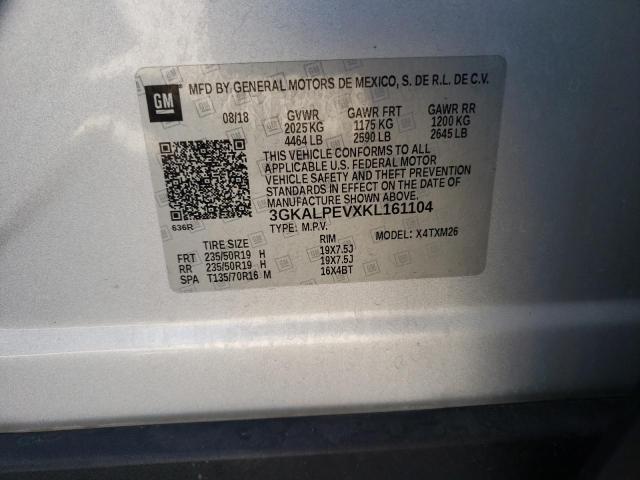 GM
MFD BY GENERAL MOTORS DE MEXICO, S. DE R.L. DE C.V.
08/18 GVWR GAWR FRT GAWR RR
2025 KG 1175 KG 1200 KG
4464 LB 2590 LB 2645 LB
THIS VEHICLE CONFORMS TO ALL
APPLICABLE U.S. FEDERAL MOTOR
VEHICLE SAFETY AND THEFT
PREVENTION STANDARDS IN EFFECT
ON THE DATE OF MANUFACTURE
SHOWN ABOVE.
3GKALPEVXKL161104
636R
TYPE: M.P.V.
MODEL: X4TXM26
TIRE SIZE RIM
FRT 235/50R19 H 19X7.5J
RR 235/50R19 H 19X7.5J
SPA T135/70R16 M 16X4BT